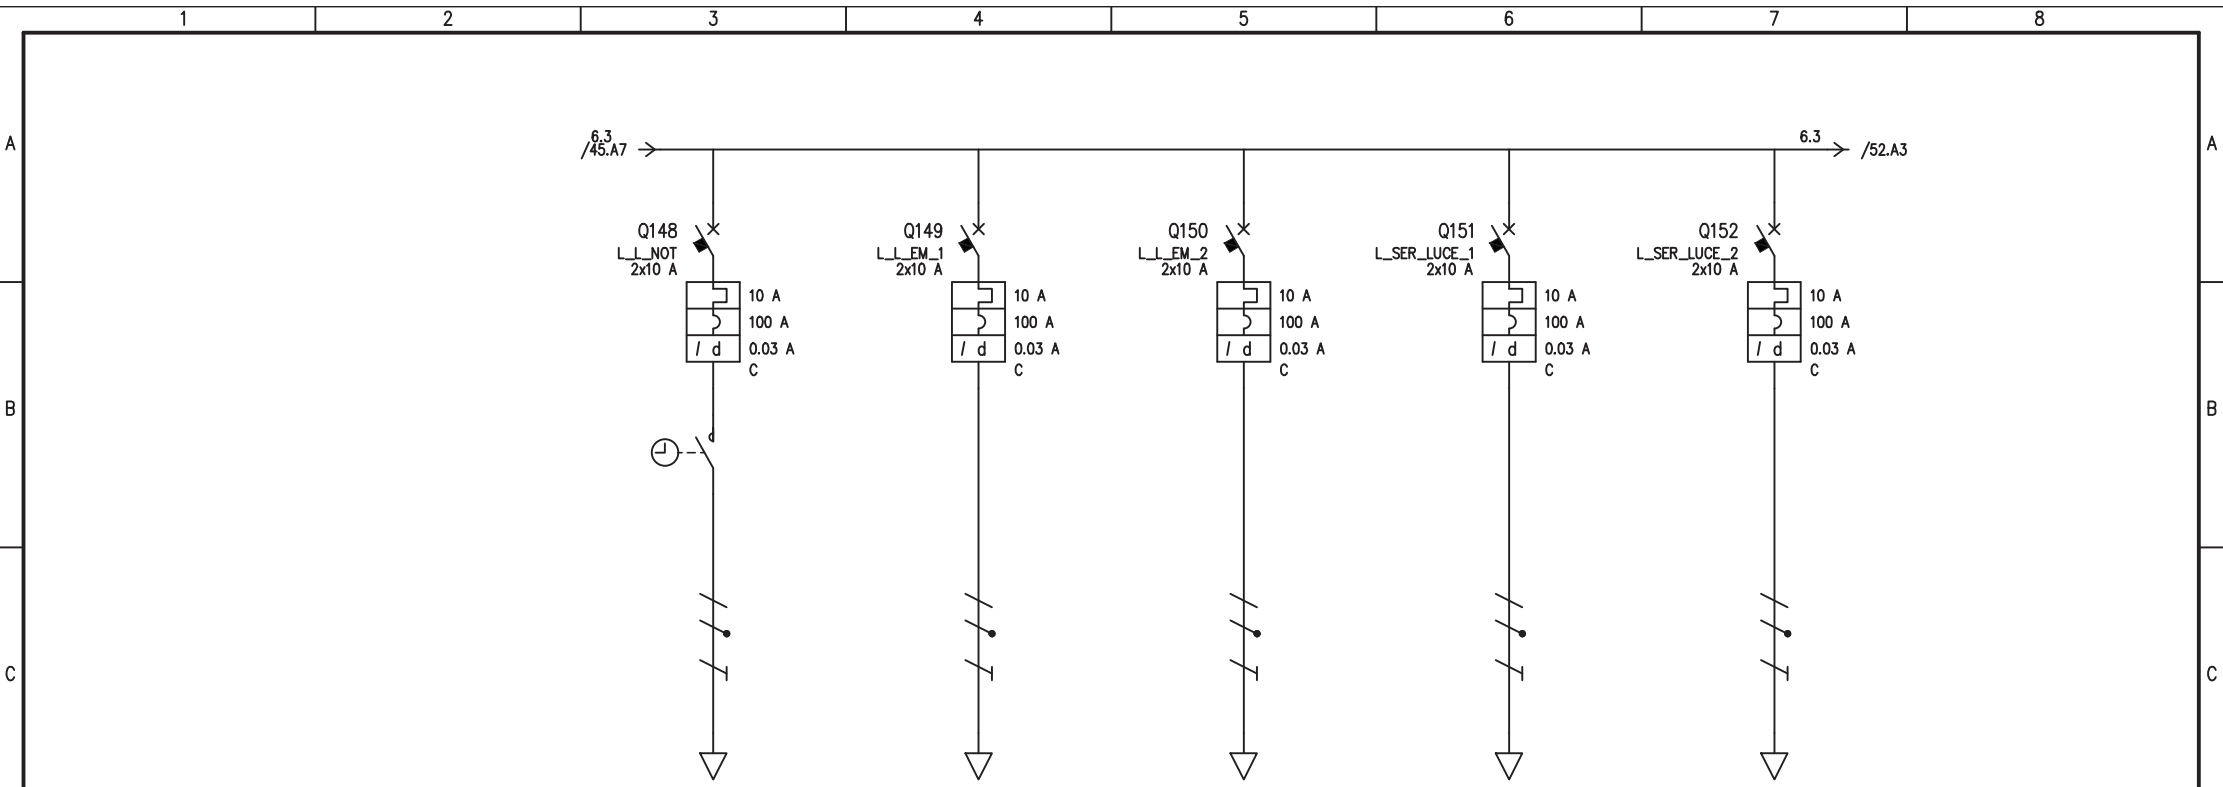 1 2 3 4 5 6 7 8
A A
6.3 6.3
/45.A7 /52.A3
Q148 Q149 Q150 Q151 Q152
L_L_NOT L_L_EM_1 L_L_EM_2 L_SER_LUCE_1 L_SER_LUCE_2
2x10 A 2x10 A 2x10 A 2x10 A 2x10 A
10 A 10 A 10 A 10 A 10 A
100 A 100 A 100 A 100 A 100 A
I d 0.03 A I d 0.03 A I d 0.03 A I d 0.03 A I d 0.03 A
C C C C C
B B
C C